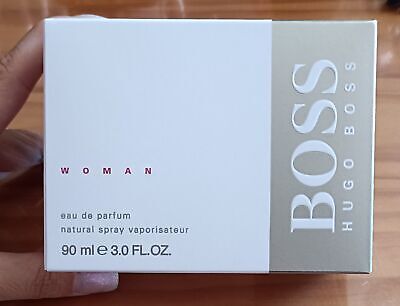 WOMAN
eau de parfum
natural spray vaporisateur
90 ml ℮ 3.0 FL.OZ.
BOSS
HUGO BOSS